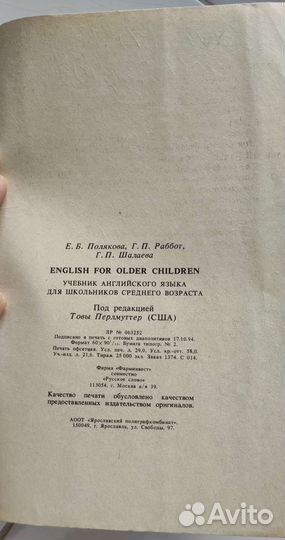 Е. Б. Полякова, Г. П. Раббот,
Г. П. Шалаева
ENGLISH FOR OLDER CHILDREN
УЧЕБНИК АНГЛИЙСКОГО ЯЗЫКА
ДЛЯ ШКОЛЬНИКОВ СРЕДНЕГО ВОЗРАСТА
Под редакцией
Товы Перлмуттер (США)
ЛР № 063252
Подписано в печать с готовых диапозитивов 17.10.94.
Формат 60 x 90 1/16. Бумага типогр. № 2.
Печать офсетная. Усл. печ. л. 29,0. Усл. кр.-отт. 58,0.
Уч.-изд. л. 21,6. Тираж 25 000 экз. Заказ 1374. С 014.
Фирма «Фарминвест»
совместно
«Русское слово»
113054, г. Москва а/я 39.
Качество печати обусловлено качеством
предоставленных издательством оригиналов.
АООТ «Ярославский полиграфкомбинат».
150049, г. Ярославль, ул. Свободы, 97.
Avito